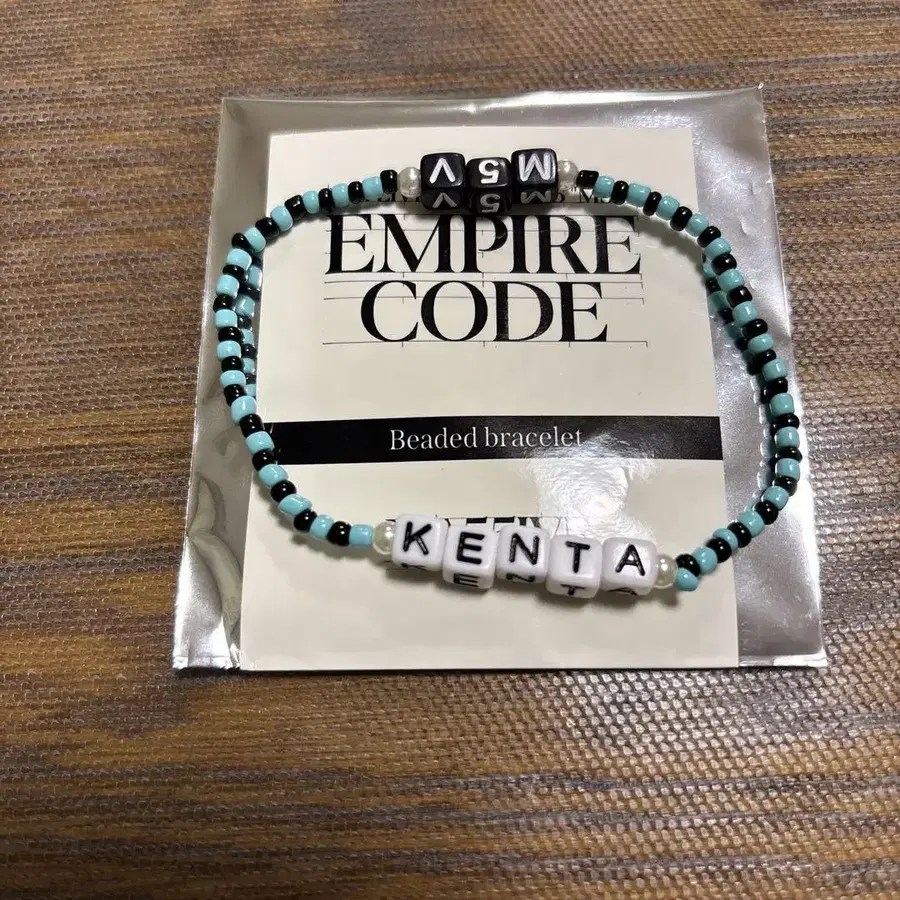 M5V
EMPIRE
CODE
Beaded bracelet
KENTA